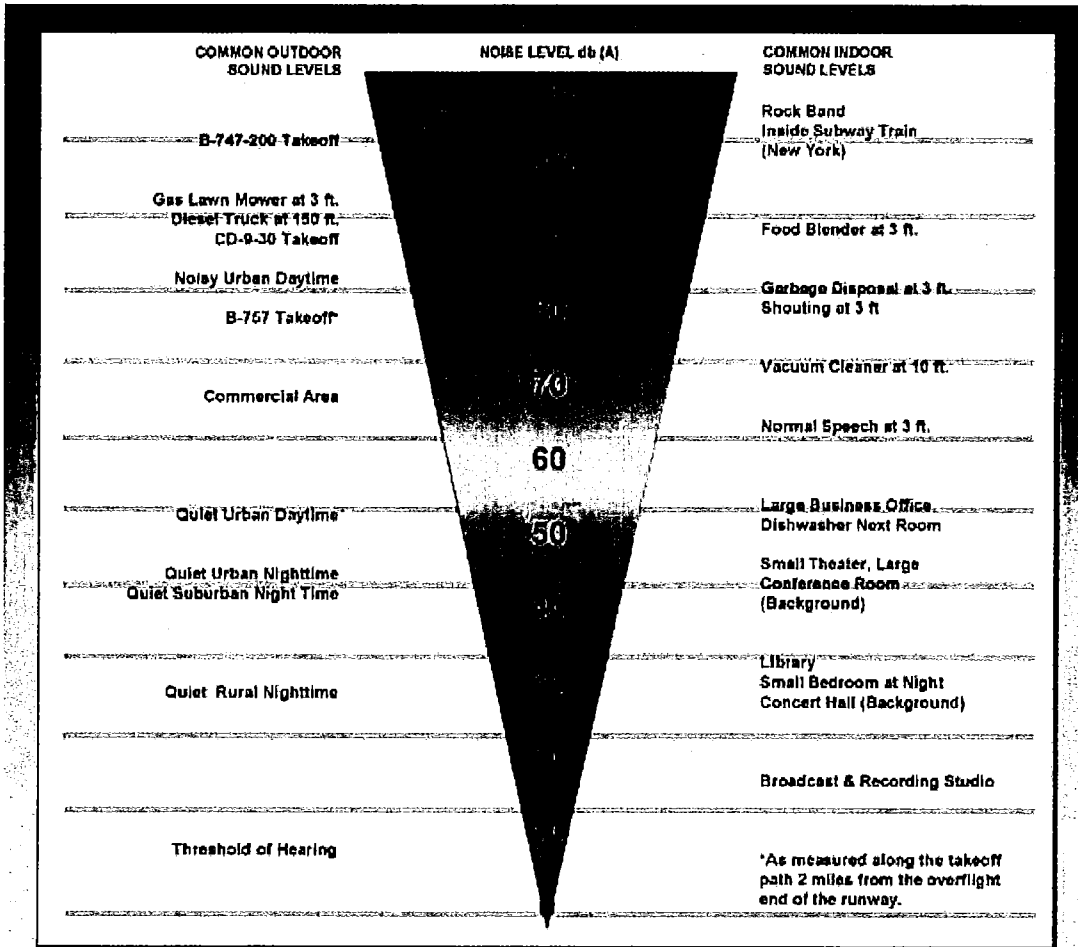 COMMON OUTDOOR
SOUND LEVELS
NOISE LEVEL db (A)
COMMON INDOOR
SOUND LEVELS
B-747-200 Takeoff
Gas Lawn Mower at 3 ft.
Diesel Truck at 150 ft.
CD-9-30 Takeoff
Noisy Urban Daytime
B-757 Takeoff*
Commercial Area
Quiet Urban Daytime*
Quiet Urban Nighttime
Quiet Suburban Night Time
Quiet Rural Nighttime
Threshold of Hearing
70
60
50
Rock Band
Inside Subway Train
(New York)
Food Blender at 3 ft.
Garbage Disposal at 3 ft.
Shouting at 3 ft
Vacuum Cleaner at 10 ft.
Normal Speech at 3 ft.
Large Business Office,
Dishwasher Next Room
Small Theater, Large
Conference Room
(Background)
Library
Small Bedroom at Night
Concert Hall (Background)
Broadcast & Recording Studio
*As measured along the takeoff
path 2 miles from the overflight
end of the runway.